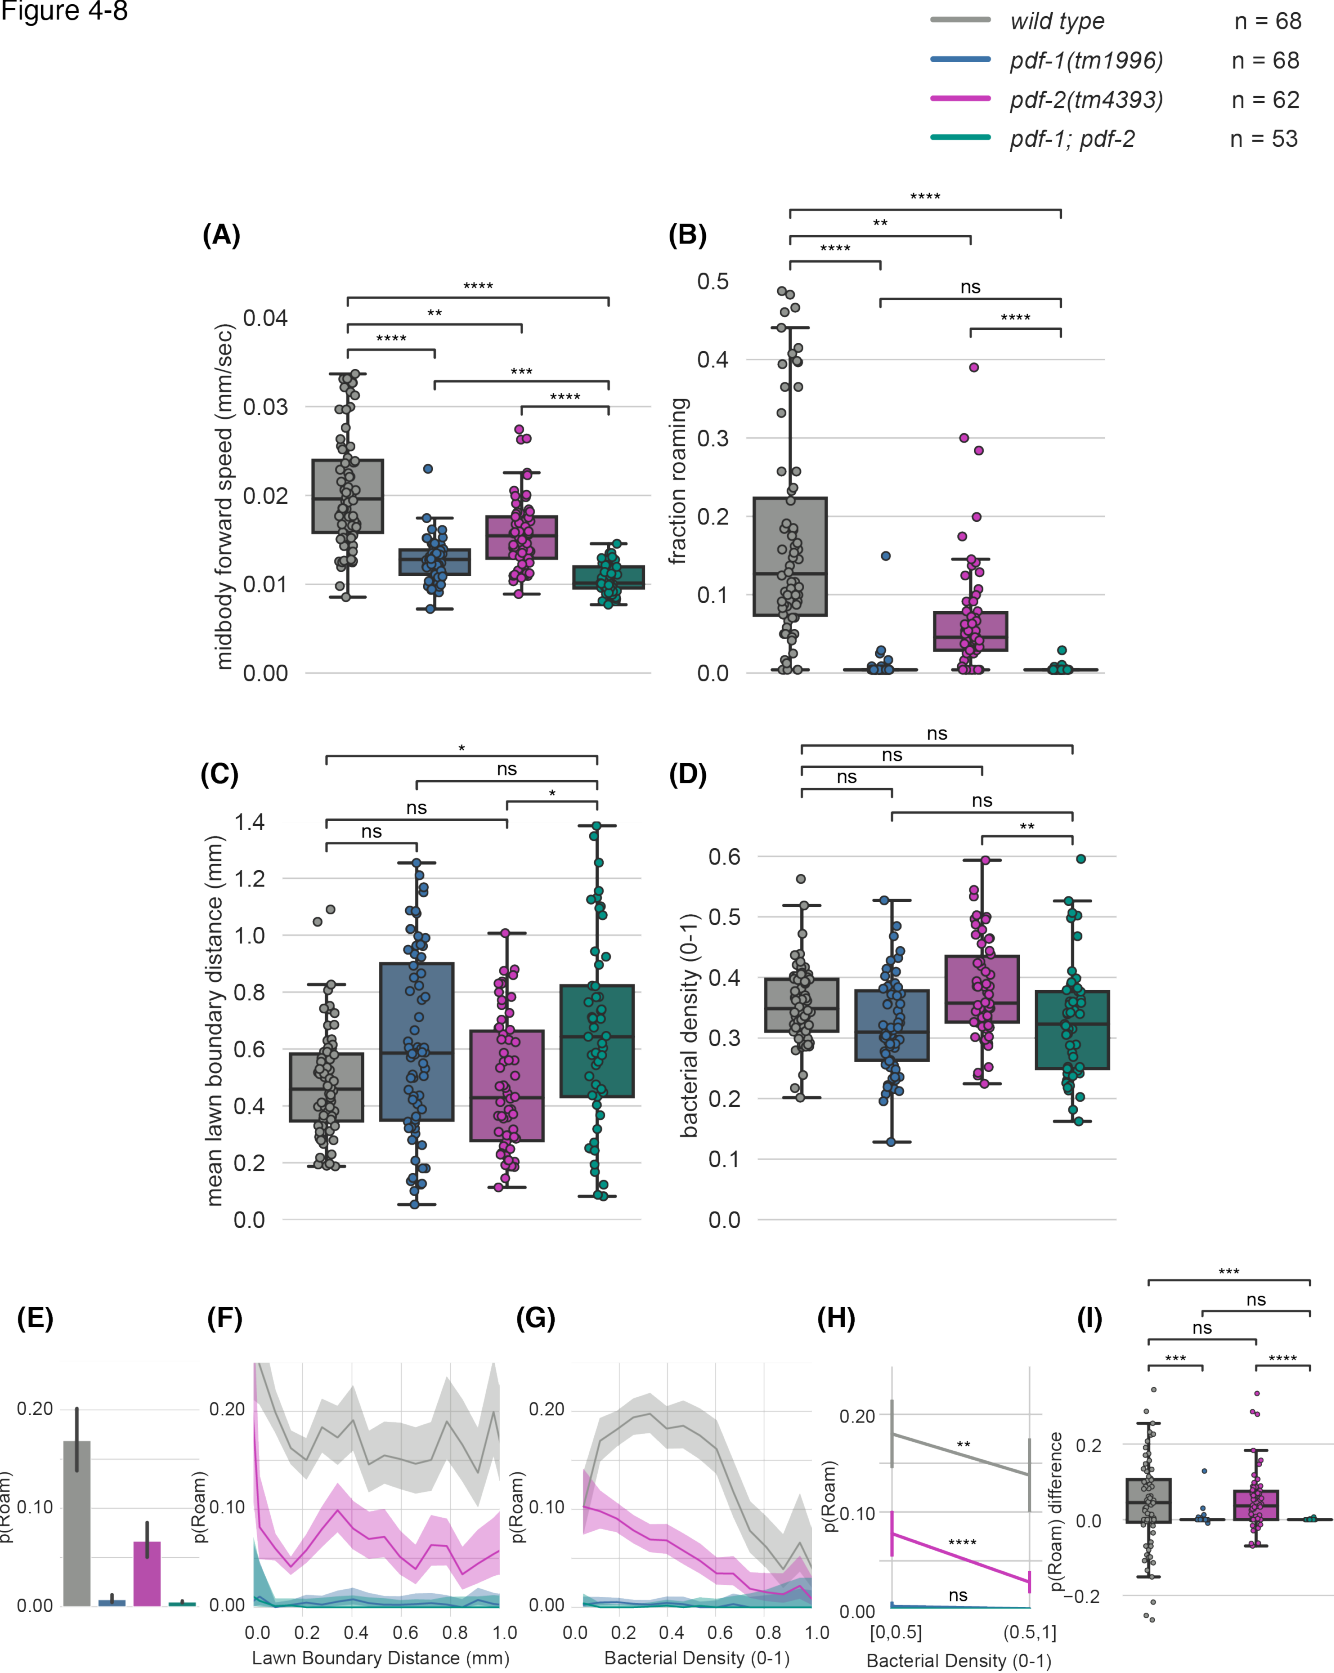 Figure 4-8
wild type n = 68
pdf-1(tm1996) n = 68
pdf-2(tm4393) n = 62
pdf-1; pdf-2 n = 53
(A)
****
**
****
***
****
midbody forward speed (mm/sec)
0.04
0.03
0.02
0.01
0.00
(B)
****
**
****
ns
****
fraction roaming
0.5
0.4
0.3
0.2
0.1
0.0
(C)
*
ns
*
ns
ns
mean lawn boundary distance (mm)
1.4
1.2
1.0
0.8
0.6
0.4
0.2
0.0
(D)
ns
ns
ns
ns
**
bacterial density (0-1)
0.6
0.5
0.4
0.3
0.2
0.1
0.0
(E)
p(Roam)
0.20
0.10
0.00
(F)
p(Roam)
0.20
0.10
0.00
0.0 0.2 0.4 0.6 0.8 1.0
Lawn Boundary Distance (mm)
(G)
p(Roam)
0.20
0.10
0.00
0.0 0.2 0.4 0.6 0.8 1.0
Bacterial Density (0-1)
(H)
p(Roam)
0.20
0.10
0.00
**
****
ns
[0,0.5] (0.5,1]
Bacterial Density (0-1)
(I)
***
ns
ns
*** ****
p(Roam) difference
0.2
0.0
−0.2